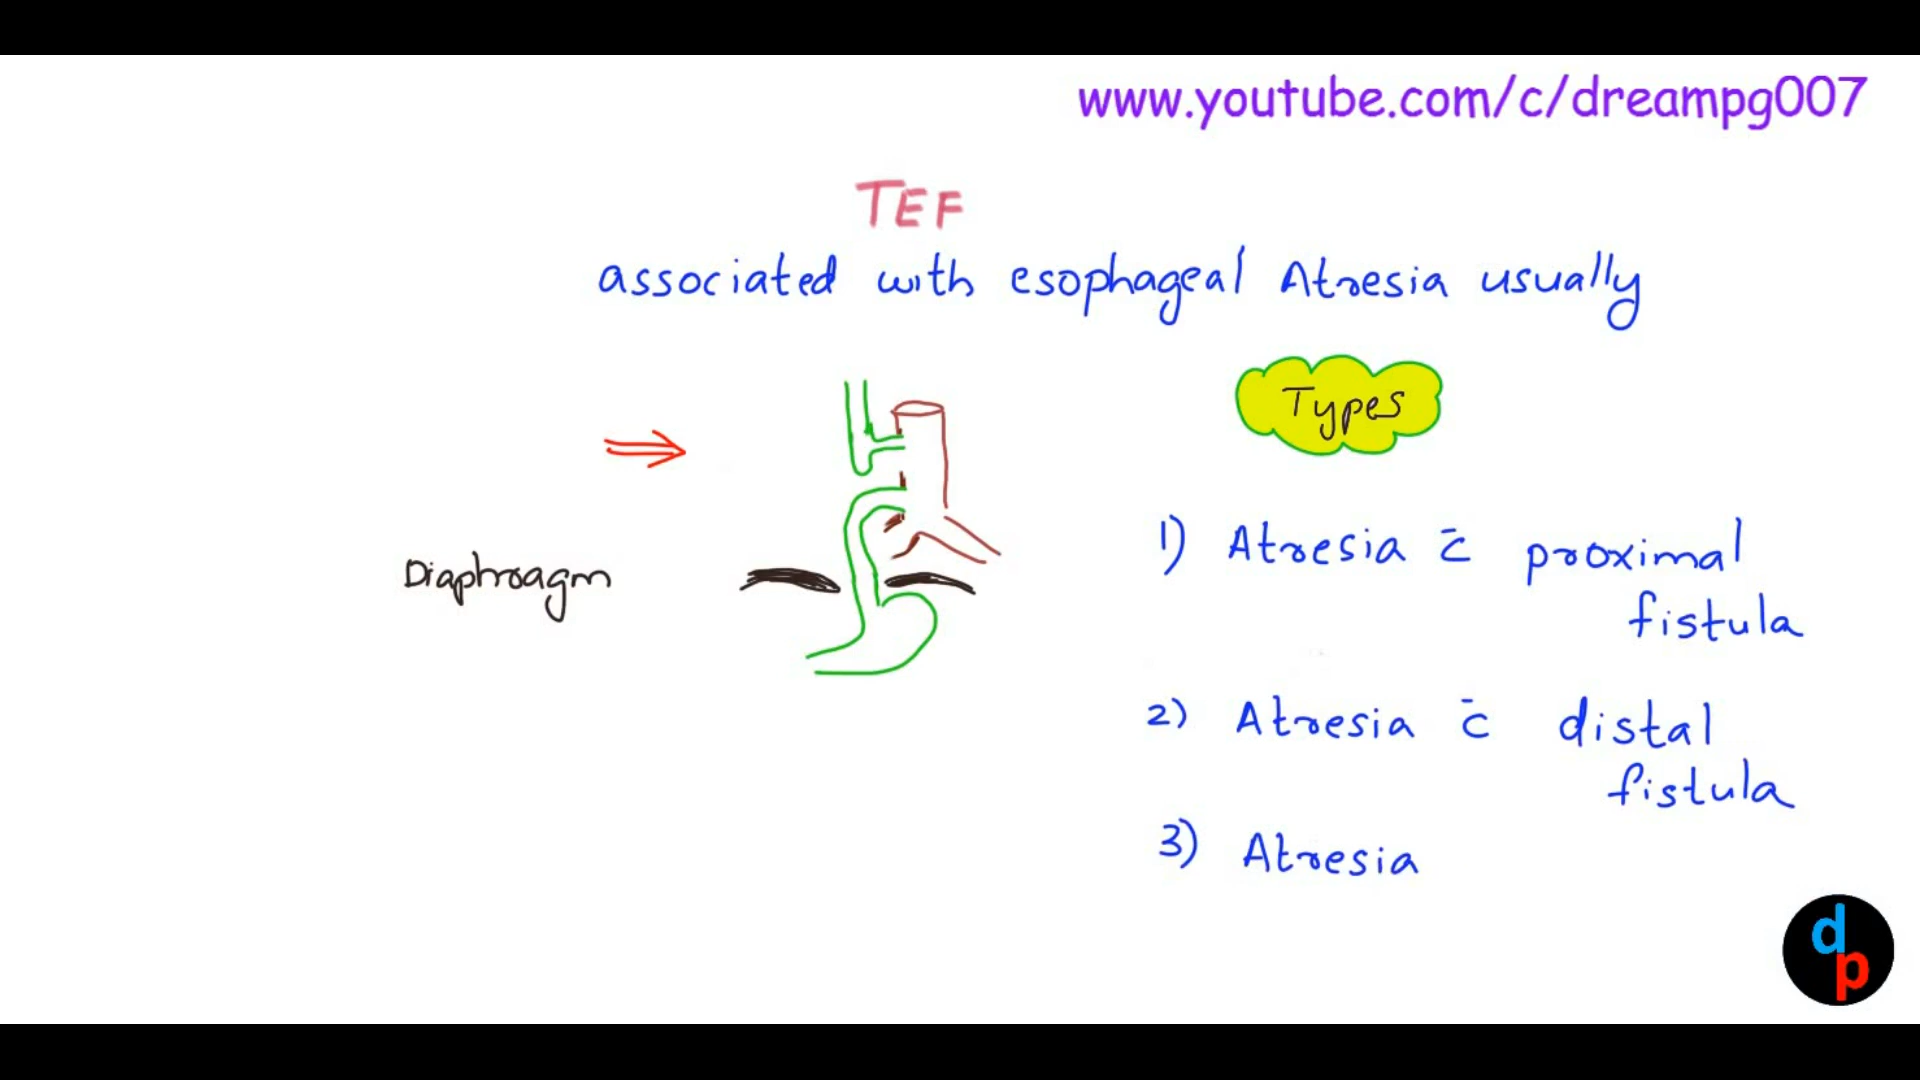 www.youtube.com/c/dreampg007
TEF
associated with esophageal Atresia usually
Types
Diaphragm
1) Atresia c̄ proximal
fistula
2) Atresia c̄ distal
fistula
3) Atresia
dp